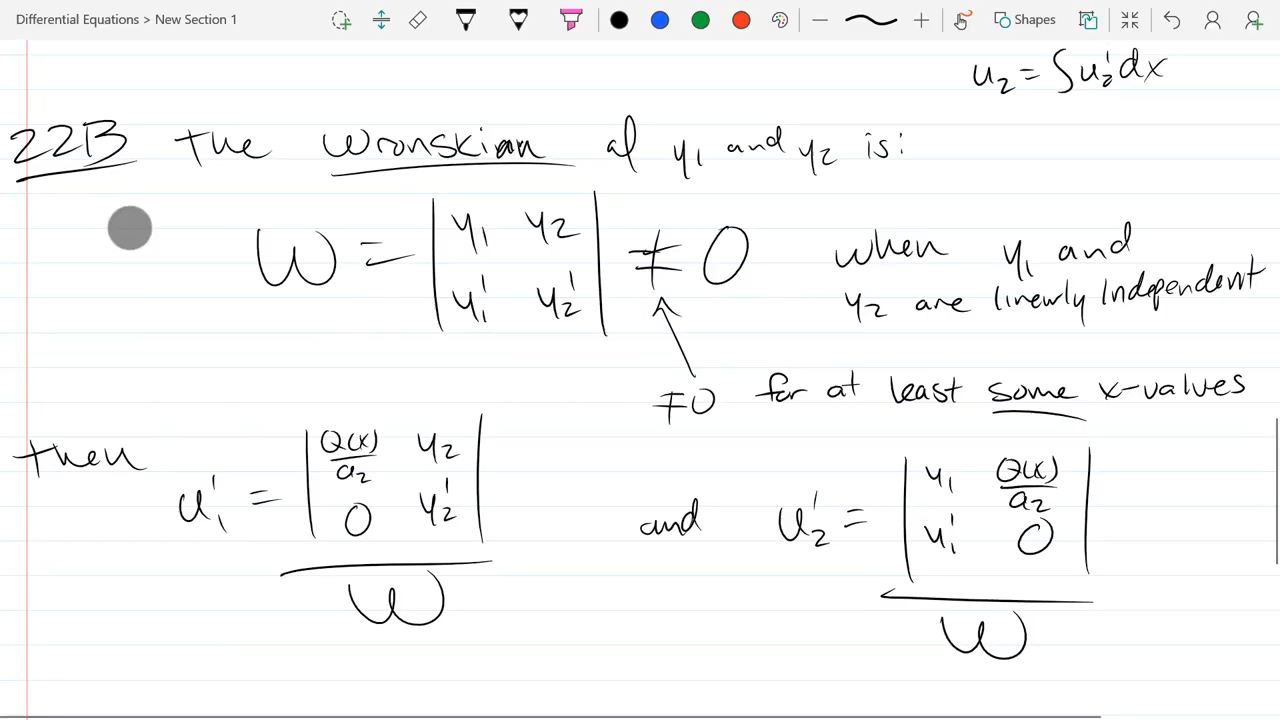 Differential Equations > New Section 1
Shapes
u₂ = ∫u₂' dx
22B The Wronskian of y₁ and y₂ is:
W = | y₁ y₂ | ≠ 0 when y₁ and
| y₁' y₂' | y₂ are linerly Independent
≠0 for at least some x-values
then u₁' = | Q(x)/a₂ y₂ | and u₂' = | y₁ Q(x)/a₂ |
| 0 y₂' | | y₁' 0 |
W W